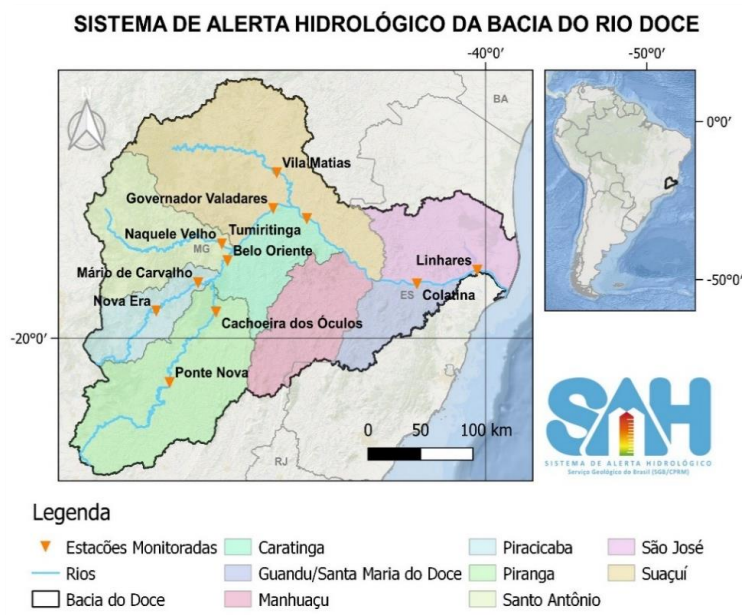 SISTEMA DE ALERTA HIDROLÓGICO DA BACIA DO RIO DOCE
-40°0'
-50°0'
BA
0°0'
Vila Matias
Governador Valadares
Naquele Velho
Tumiritinga
MG
Belo Oriente
Linhares
Mário de Carvalho
Nova Era
ES
Colatina
-50°0'
Cachoeira dos Óculos
-20°0'
Ponte Nova
0 50 100 km
RJ
SAH
SISTEMA DE ALERTA HIDROLÓGICO
Serviço Geológico do Brasil (SGB/CPRM)
Legenda
Estacões Monitoradas
Caratinga
Piracicaba
São José
Rios
Guandu/Santa Maria do Doce
Piranga
Suaçuí
Bacia do Doce
Manhuaçu
Santo Antônio